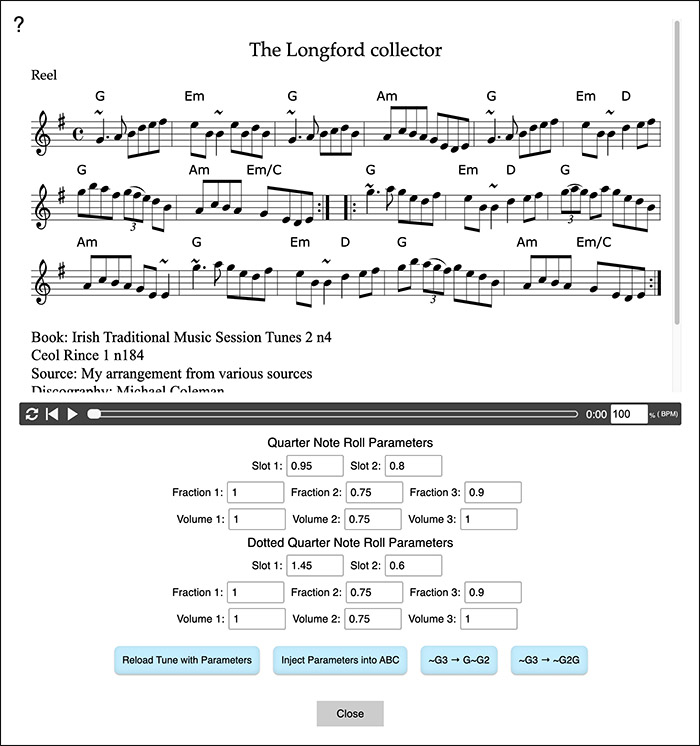 ?
The Longford collector
Reel
G Em G Am G Em D
G Am Em/C G Em D G
3 3
Am G Em D G Am Em/C
3
Book: Irish Traditional Music Session Tunes 2 n4
Ceol Rince 1 n184
Source: My arrangement from various sources
Discography: Michael Coleman
0:00 100 % (BPM)
Quarter Note Roll Parameters
Slot 1: 0.95 Slot 2: 0.8
Fraction 1: 1 Fraction 2: 0.75 Fraction 3: 0.9
Volume 1: 1 Volume 2: 0.75 Volume 3: 1
Dotted Quarter Note Roll Parameters
Slot 1: 1.45 Slot 2: 0.6
Fraction 1: 1 Fraction 2: 0.75 Fraction 3: 0.9
Volume 1: 1 Volume 2: 0.75 Volume 3: 1
Reload Tune with Parameters Inject Parameters into ABC ~G3 → G~G2 ~G3 → ~G2G
Close